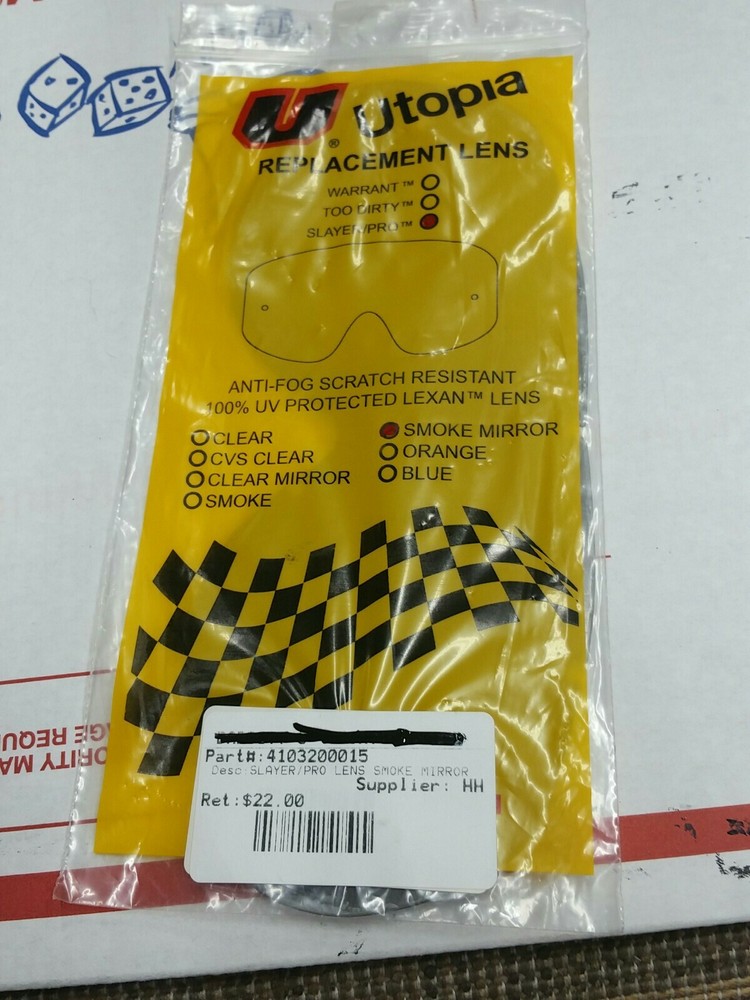 U® Utopia
REPLACEMENT LENS
WARRANT™
TOO DIRTY™
SLAYER/PRO™
ANTI-FOG SCRATCH RESISTANT
100% UV PROTECTED LEXAN™ LENS
CLEAR
CVS CLEAR
CLEAR MIRROR
SMOKE
SMOKE MIRROR
ORANGE
BLUE
Part#:4103200015
Desc:SLAYER/PRO LENS SMOKE MIRROR
Supplier: HH
Ret:$22.00